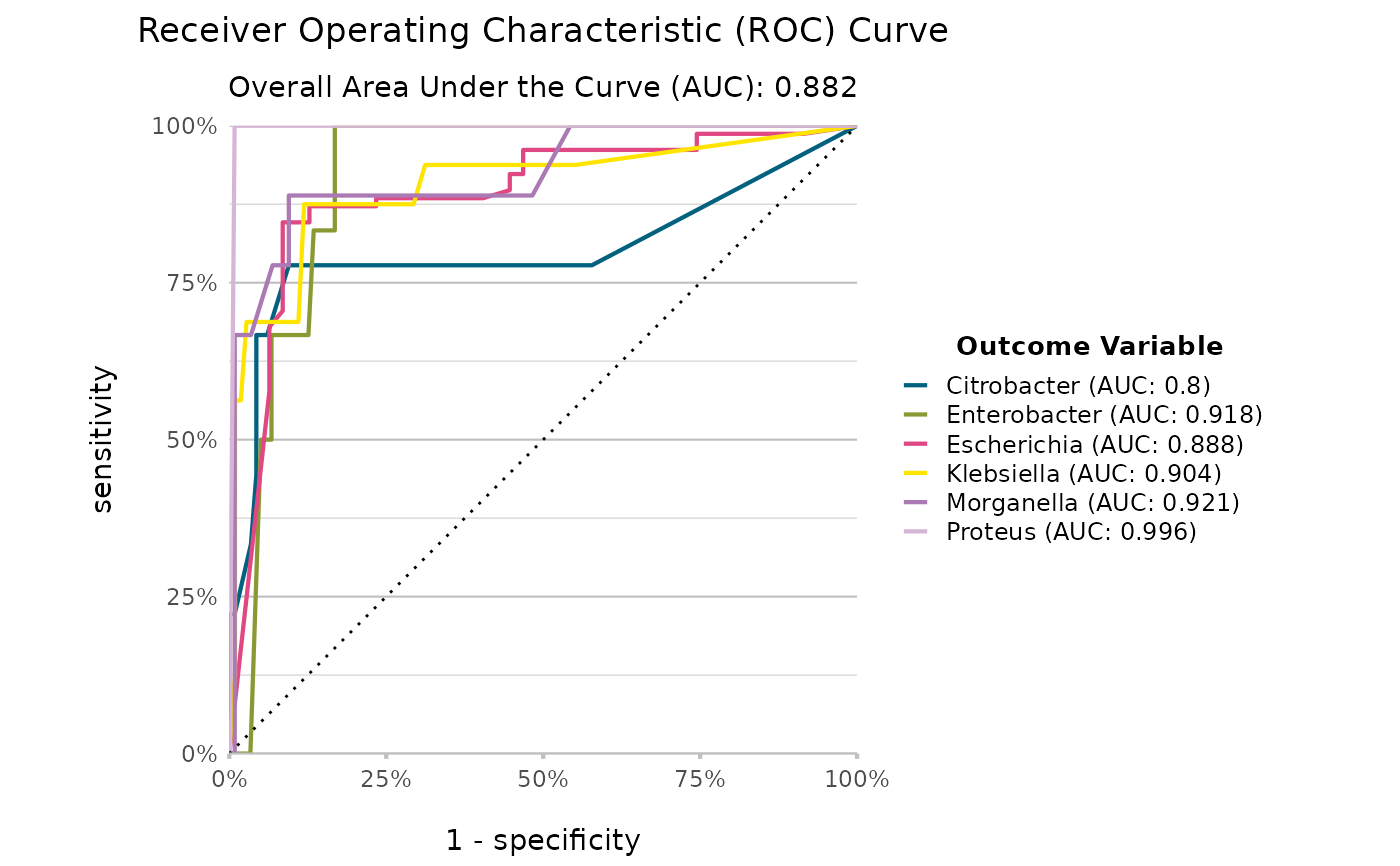 Receiver Operating Characteristic (ROC) Curve
Overall Area Under the Curve (AUC): 0.882
100%
75%
50%
25%
0%
sensitivity
0% 25% 50% 75% 100%
1 - specificity
Outcome Variable
Citrobacter (AUC: 0.8)
Enterobacter (AUC: 0.918)
Escherichia (AUC: 0.888)
Klebsiella (AUC: 0.904)
Morganella (AUC: 0.921)
Proteus (AUC: 0.996)